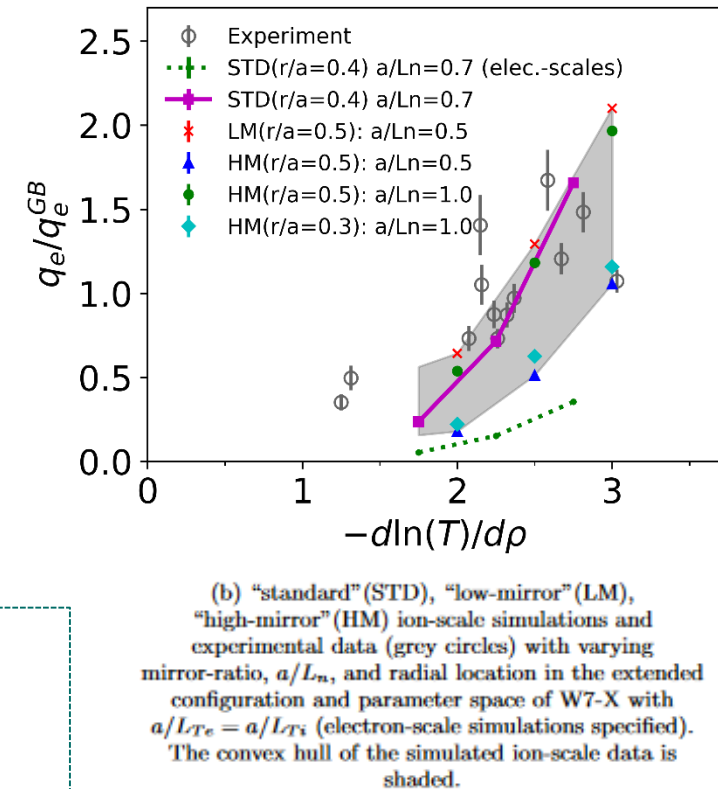 2.5
2.0
1.5
1.0
0.5
0.0
q_e/q_e^{GB}
Experiment
STD(r/a=0.4) a/Ln=0.7 (elec.-scales)
STD(r/a=0.4) a/Ln=0.7
LM(r/a=0.5): a/Ln=0.5
HM(r/a=0.5): a/Ln=0.5
HM(r/a=0.5): a/Ln=1.0
HM(r/a=0.3): a/Ln=1.0
0 1 2 3
−dln(T)/dρ
(b) “standard”(STD), “low-mirror”(LM),
“high-mirror”(HM) ion-scale simulations and
experimental data (grey circles) with varying
mirror-ratio, a/L_n, and radial location in the extended
configuration and parameter space of W7-X with
a/L_{Te} = a/L_{Ti} (electron-scale simulations specified).
The convex hull of the simulated ion-scale data is
shaded.